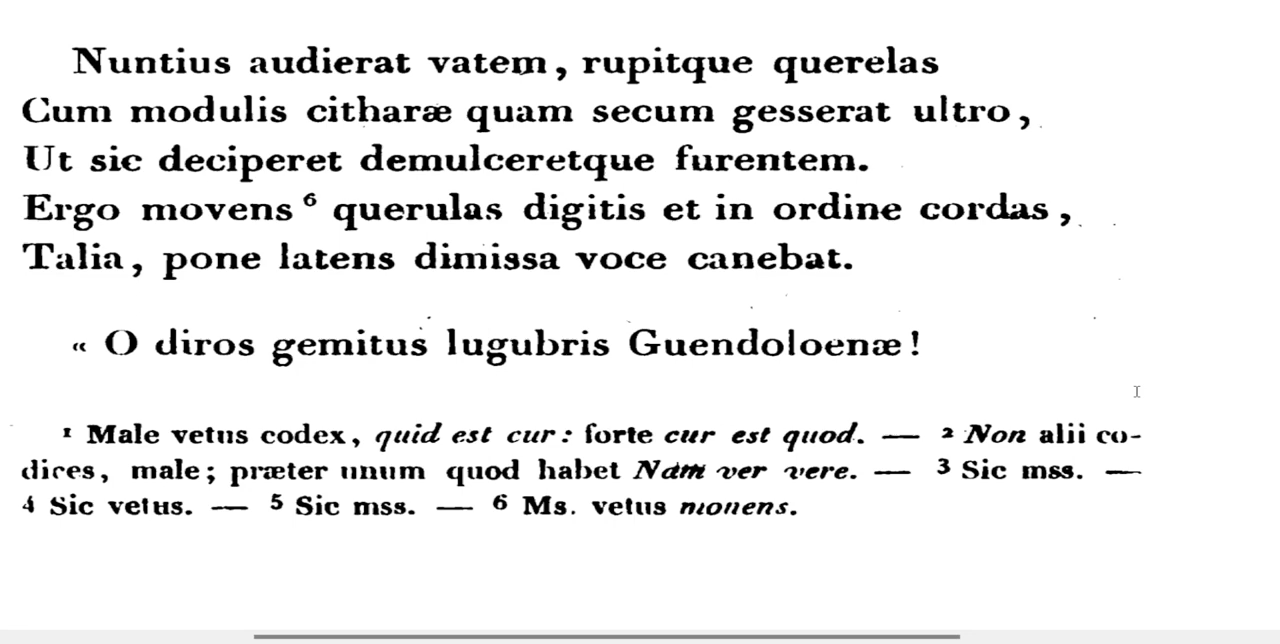 Nuntius audierat vatem, rupitque querelas
Cum modulis citharæ quam secum gesserat ultro,
Ut sic deciperet demulceretque furentem.
Ergo movens ⁶ querulas digitis et in ordine cordas,
Talia, pone latens dimissa voce canebat.
« O diros gemitus lugubris Guendoloenæ!
¹ Male vetus codex, quid est cur: forte cur est quod. — ² Non alii co-
dices, male; præter unum quod habet Nam ver vere. — ³ Sic mss. —
⁴ Sic vetus. — ⁵ Sic mss. — ⁶ Ms. vetus monens.